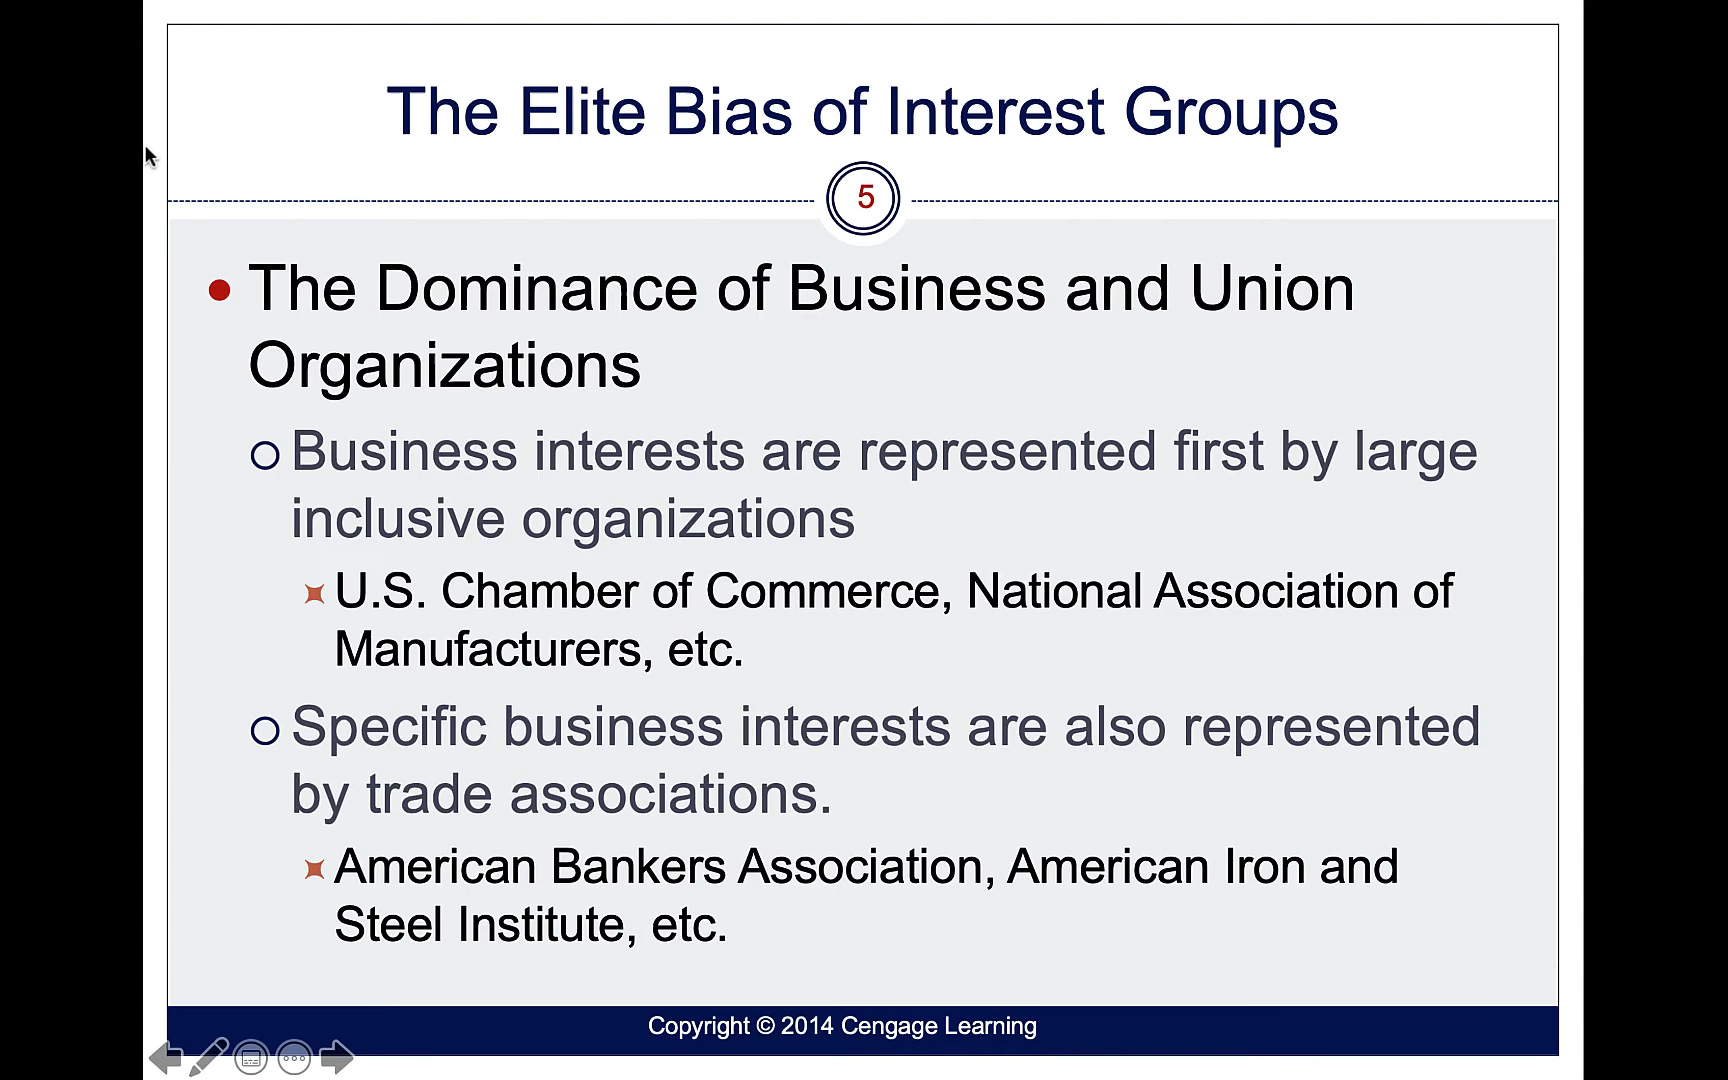 The Elite Bias of Interest Groups
5
The Dominance of Business and Union
Organizations
Business interests are represented first by large
inclusive organizations
U.S. Chamber of Commerce, National Association of
Manufacturers, etc.
Specific business interests are also represented
by trade associations.
American Bankers Association, American Iron and
Steel Institute, etc.
Copyright © 2014 Cengage Learning